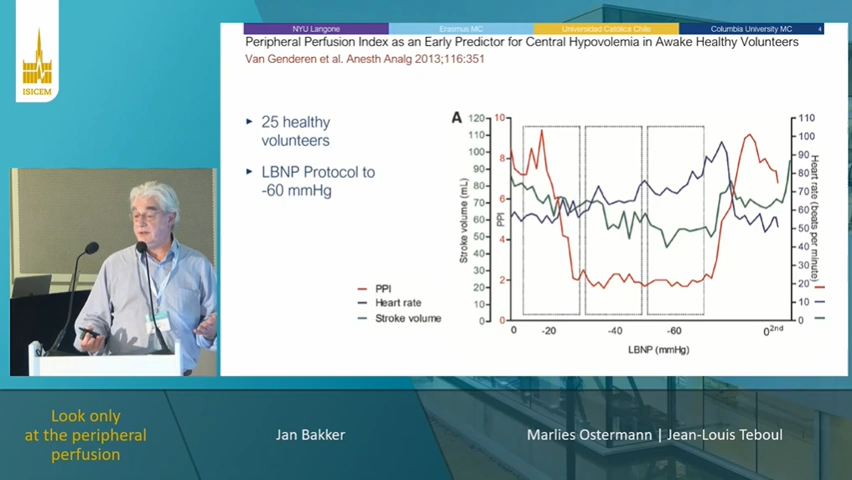 ISICEM
NYU Langone
Erasmus MC
Universidad Catolica Chile
Columbia University MC
4
Peripheral Perfusion Index as an Early Predictor for Central Hypovolemia in Awake Healthy Volunteers
Van Genderen et al. Anesth Analg 2013;116:351
25 healthy
volunteers
LBNP Protocol to
-60 mmHg
PPI
Heart rate
Stroke volume
A
Stroke volume (mL)
120
110
100
90
80
70
60
50
40
30
20
10
0
PPI
10
8
6
4
2
0
110
100
90
80
70
60
50
40
30
20
10
0
Heart rate (beats per minute)
0
-20
-40
-60
0 2nd
LBNP (mmHg)
Look only
at the peripheral
perfusion
Jan Bakker
Marlies Ostermann | Jean-Louis Teboul